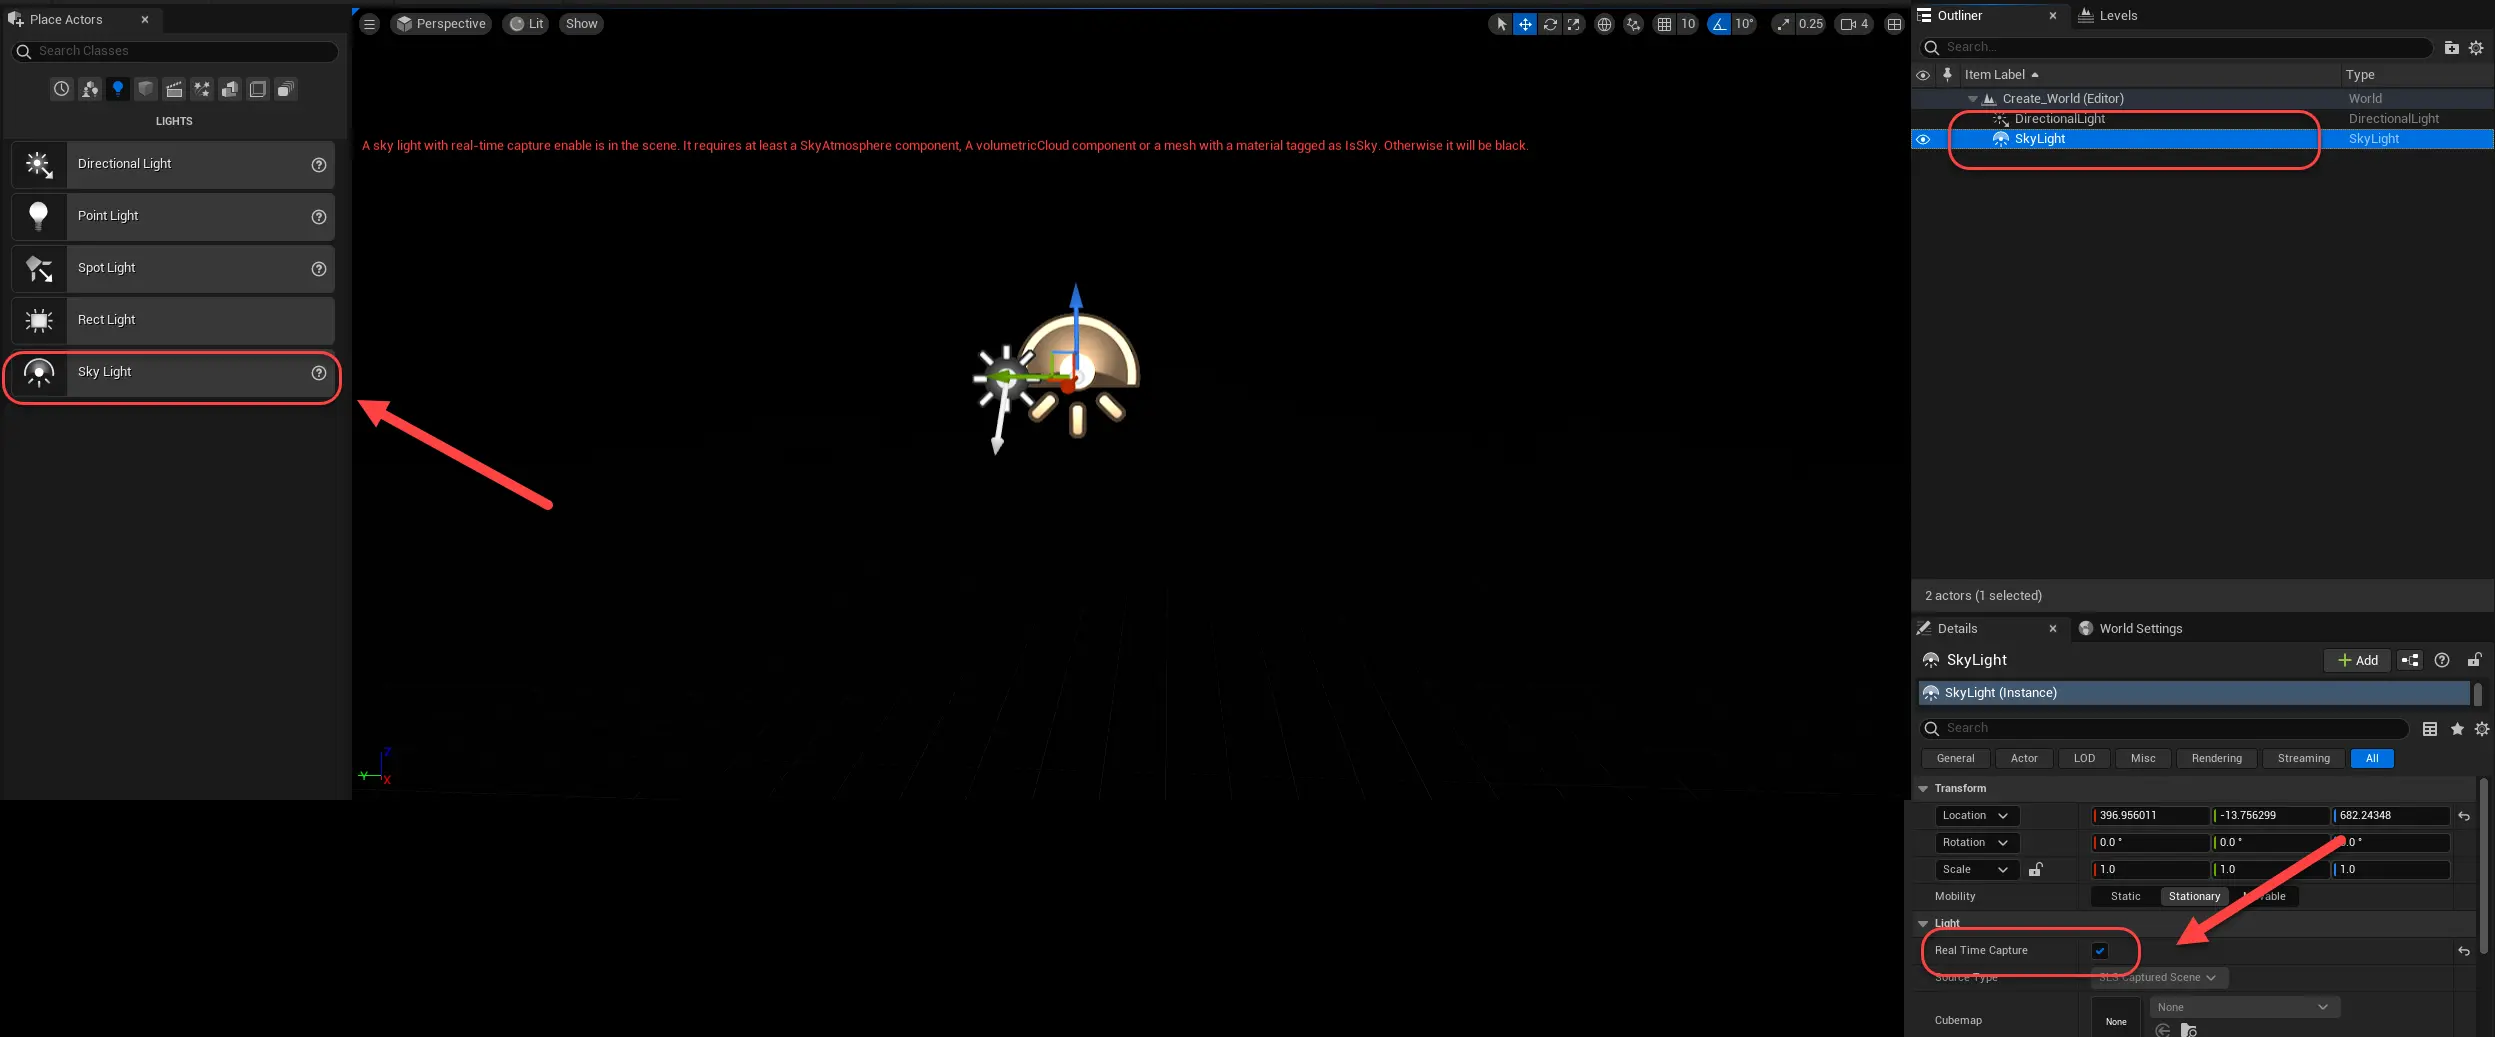 Place Actors
Search Classes
LIGHTS
Directional Light
Point Light
Spot Light
Rect Light
Sky Light
Perspective
Lit
Show
10
10°
0.25
4
A sky light with real-time capture enable is in the scene. It requires at least a SkyAtmosphere component, A volumetricCloud component or a mesh with a material tagged as IsSky. Otherwise it will be black.
Z
Y
X
Outliner
Levels
Search...
Item Label
Type
Create_World (Editor)
World
DirectionalLight
DirectionalLight
SkyLight
SkyLight
2 actors (1 selected)
Details
World Settings
SkyLight
Add
SkyLight (Instance)
Search
General
Actor
LOD
Misc
Rendering
Streaming
All
Transform
Location
396.956011
-13.756299
682.24348
Rotation
0.0 °
0.0 °
0.0 °
Scale
1.0
1.0
1.0
Mobility
Static
Stationary
Light
Real Time Capture
Source Type
SLS Captured Scene
Cubemap
None
None